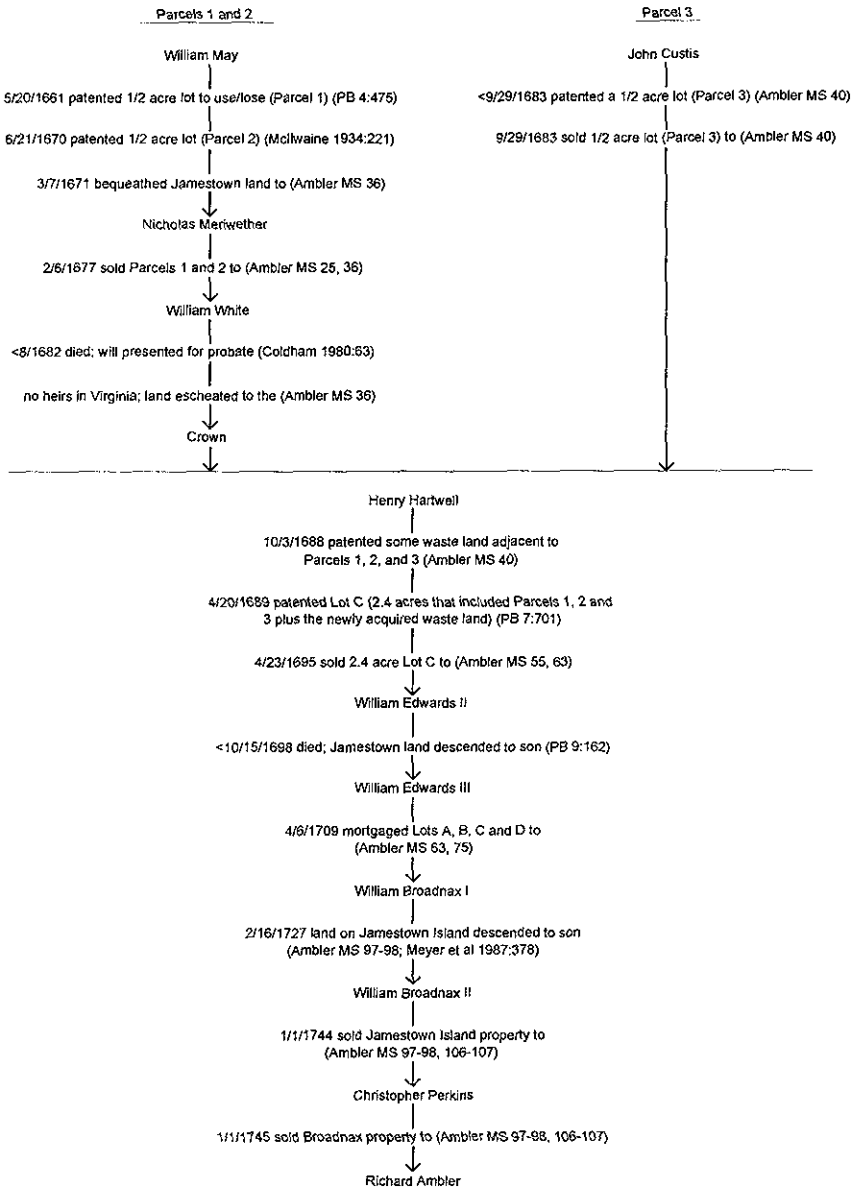 Parcels 1 and 2
William May
5/20/1661 patented 1/2 acre lot to use/lose (Parcel 1) (PB 4:475)
6/21/1670 patented 1/2 acre lot (Parcel 2) (McIlwaine 1934:221)
3/7/1671 bequeathed Jamestown land to (Ambler MS 36)
Nicholas Meriwether
2/6/1677 sold Parcels 1 and 2 to (Ambler MS 25, 36)
William White
<8/1682 died; will presented for probate (Coldham 1980:63)
no heirs in Virginia; land escheated to the (Ambler MS 36)
Crown
Parcel 3
John Custis
<9/29/1683 patented a 1/2 acre lot (Parcel 3) (Ambler MS 40)
9/29/1683 sold 1/2 acre lot (Parcel 3) to (Ambler MS 40)
Henry Hartwell
10/3/1688 patented some waste land adjacent to
Parcels 1, 2, and 3 (Ambler MS 40)
4/20/1689 patented Lot C (2.4 acres that included Parcels 1, 2 and
3 plus the newly acquired waste land) (PB 7:701)
4/23/1695 sold 2.4 acre Lot C to (Ambler MS 55, 63)
William Edwards II
<10/15/1698 died; Jamestown land descended to son (PB 9:162)
William Edwards III
4/6/1709 mortgaged Lots A, B, C and D to
(Ambler MS 63, 75)
William Broadnax I
2/16/1727 land on Jamestown Island descended to son
(Ambler MS 97-98; Meyer et al 1987:378)
William Broadnax II
1/1/1744 sold Jamestown Island property to
(Ambler MS 97-98, 106-107)
Christopher Perkins
1/1/1745 sold Broadnax property to (Ambler MS 97-98, 106-107)
Richard Ambler